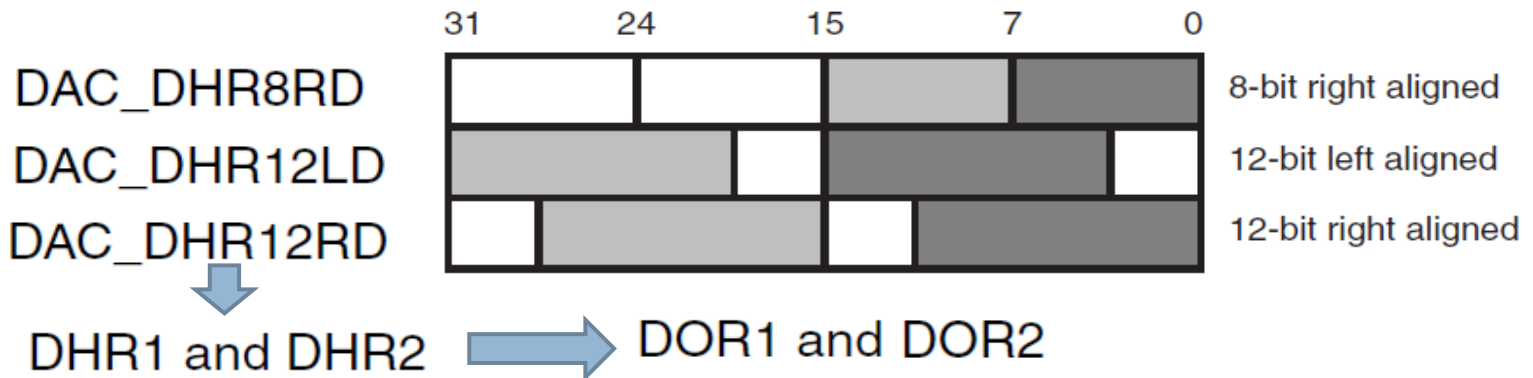 31 24 15 7 0
DAC_DHR8RD 8-bit right aligned
DAC_DHR12LD 12-bit left aligned
DAC_DHR12RD 12-bit right aligned
DHR1 and DHR2 DOR1 and DOR2